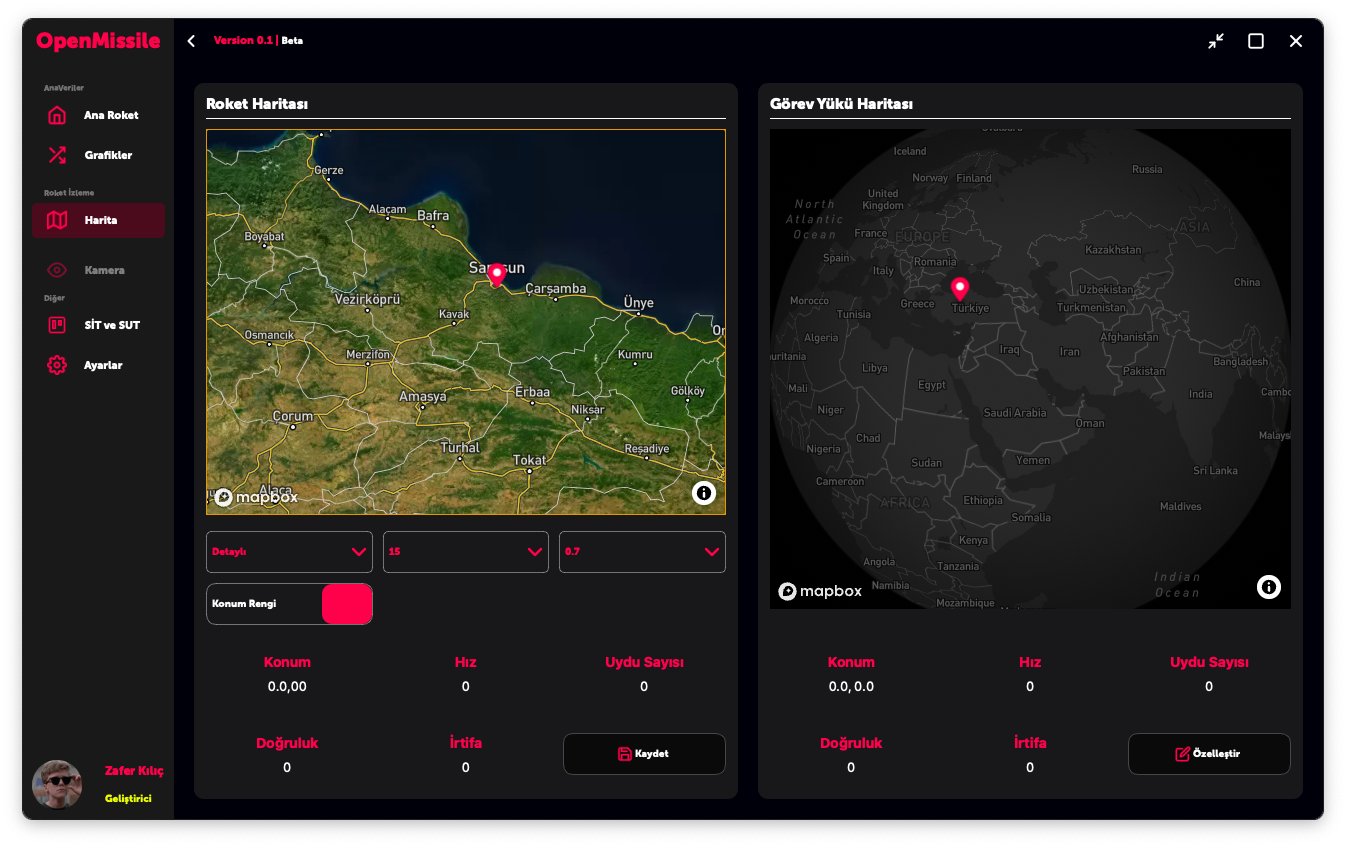 OpenMissile
Version 0.1 | Beta
AnaVeriler
Ana Roket
Grafikler
Roket İzleme
Harita
Kamera
Diğer
SİT ve SUT
Ayarlar
Zafer Kılıç
Geliştirici
Roket Haritası
Gerze
Alaçam
Bafra
Boyabat
Samsun
Çarşamba
Vezirköprü
Ünye
Kavak
Osmancık
Merzifon
Kumru
Amasya
Erbaa
Gölköy
Niksar
Çorum
Turhal
Reşadiye
Tokat
Alaca
mapbox
Detaylı
15
0.7
Konum Rengi
Konum
Hız
Uydu Sayısı
0.0,00
0
0
Doğruluk
İrtifa
0
0
Kaydet
Görev Yükü Haritası
Iceland
Russia
Norway
Finland
United
Kingdom
North
Atlantic
Ocean
France
EUROPE
ASIA
Kazakhstan
Spain
Romania
Italy
China
Uzbekistan
Morocco
Greece
Türkiye
Turkmenistan
Tunisia
Algeria
Afghanistan
Iraq
Iran
Bangladesh
Libya
Pakistan
Mali
Egypt
India
Niger
Saudi Arabia
Oman
Chad
Nigeria
Sudan
Yemen
Sri Lanka
Cameroon
AFRICA
Ethiopia
Somalia
Maldives
Kenya
Angola
Tanzania
Indian
Ocean
Namibia
Mozambique
mapbox
Konum
Hız
Uydu Sayısı
0.0, 0.0
0
0
Doğruluk
İrtifa
0
0
Özelleştir